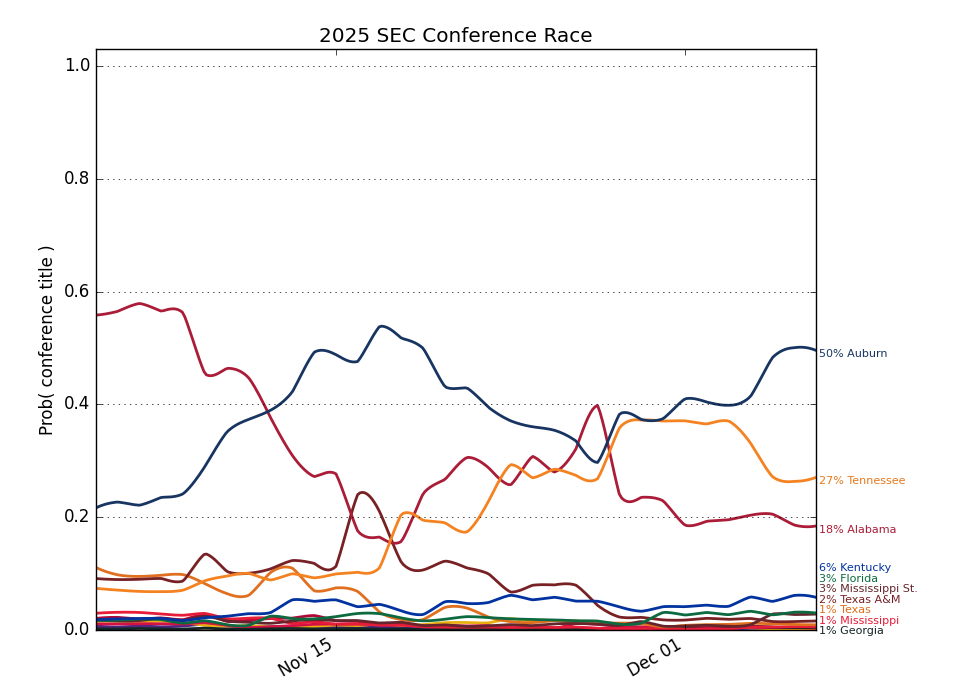 2025 SEC Conference Race
Prob( conference title )
1.0
0.8
0.6
0.4
0.2
0.0
Nov 15
Dec 01
50% Auburn
27% Tennessee
18% Alabama
6% Kentucky
3% Florida
3% Mississippi St.
2% Texas A&M
1% Texas
1% Mississippi
1% Georgia